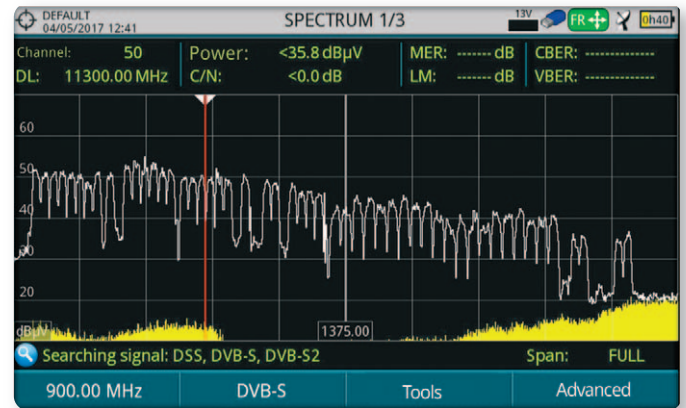 DEFAULT
04/05/2017 12:41
SPECTRUM 1/3
13V
FR
0h40
Channel: 50
Power: <35.8 dBµV
MER: ------- dB
CBER: -------------
DL: 11300.00 MHz
C/N: <0.0 dB
LM: ------- dB
VBER: -------------
60
50
40
30
20
dBµV
1375.00
Searching signal: DSS, DVB-S, DVB-S2
Span: FULL
900.00 MHz
DVB-S
Tools
Advanced